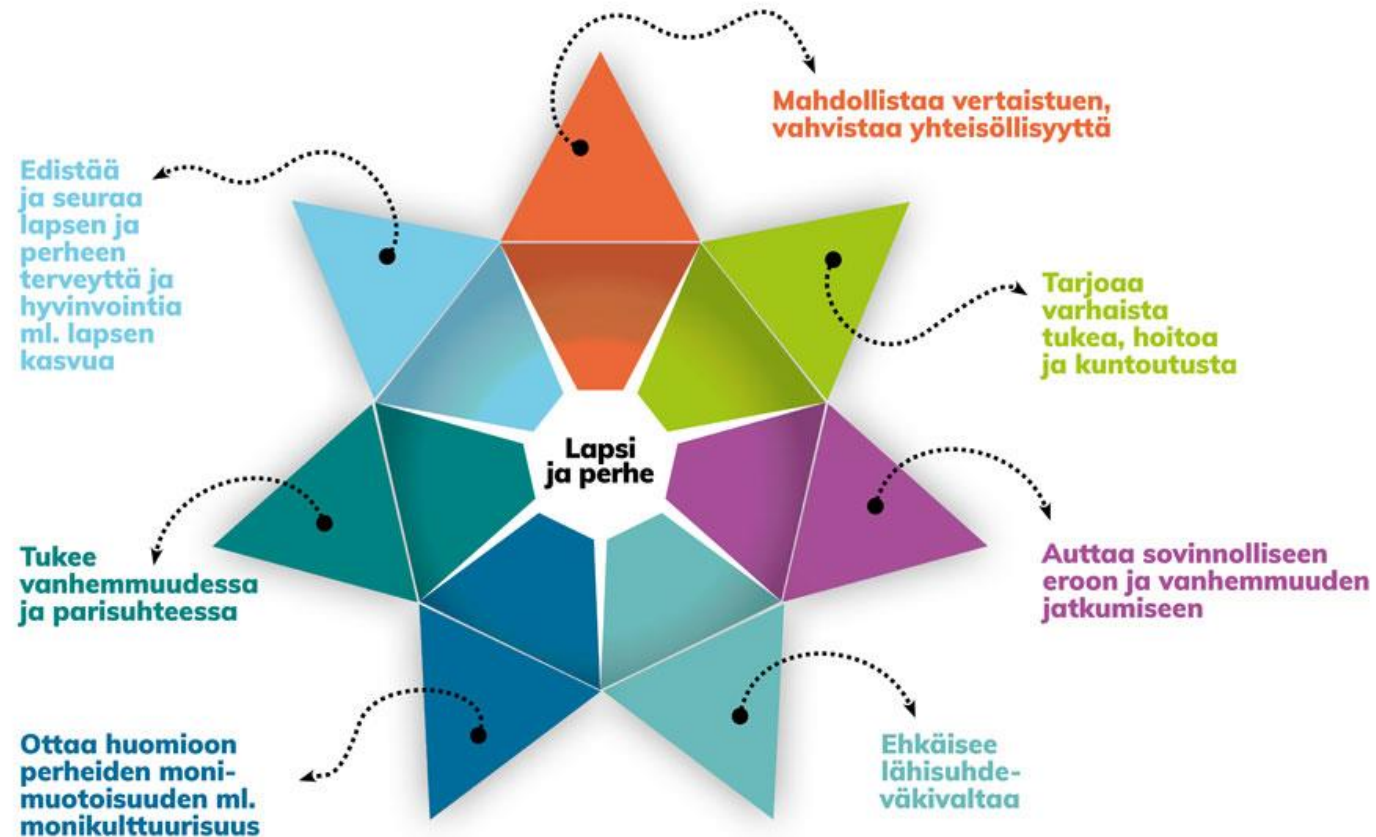 Mahdollistaa vertaistuen,
vahvistaa yhteisöllisyyttä
Edistää
ja seuraa
lapsen ja
perheen
terveyttä ja
hyvinvointia
ml. lapsen
kasvua
Tarjoaa
varhaista
tukea, hoitoa
ja kuntoutusta
Lapsi
ja perhe
Tukee
vanhemmuudessa
ja parisuhteessa
Auttaa sovinnolliseen
eroon ja vanhemmuuden
jatkumiseen
Ottaa huomioon
perheiden moni-
muotoisuuden ml.
monikulttuurisuus
Ehkäisee
lähisuhde-
väkivaltaa